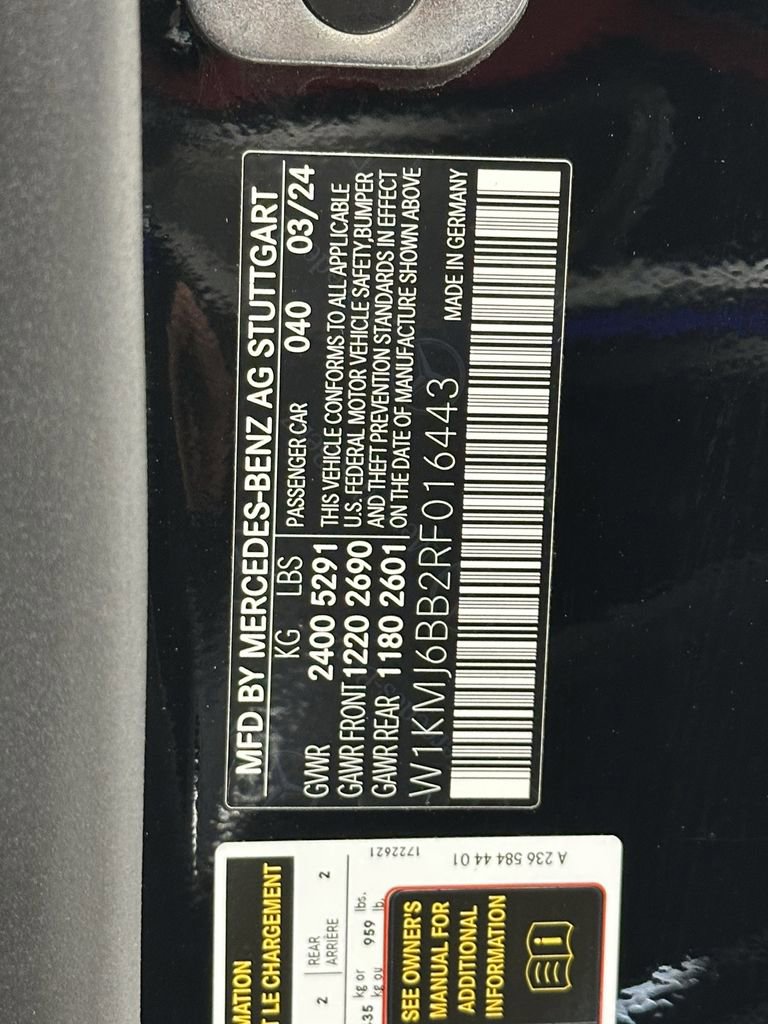 MFD BY MERCEDES-BENZ AG STUTTGART
KG LBS
GVWR 2400 5291
GAWR FRONT 1220 2690
GAWR REAR 1180 2601
PASSENGER CAR 040 03/24
THIS VEHICLE CONFORMS TO ALL APPLICABLE
U.S. FEDERAL MOTOR VEHICLE SAFETY,BUMPER
AND THEFT PREVENTION STANDARDS IN EFFECT
ON THE DATE OF MANUFACTURE SHOWN ABOVE
W1KMJ6BB2RF016443 MADE IN GERMANY
MATION
T LE CHARGEMENT
2 REAR 2
ARRIÈRE
35 kg or 959 lbs.
kg ou lb.
SEE OWNER'S
MANUAL FOR
ADDITIONAL
INFORMATION
i
1722621
A 236 584 44 01